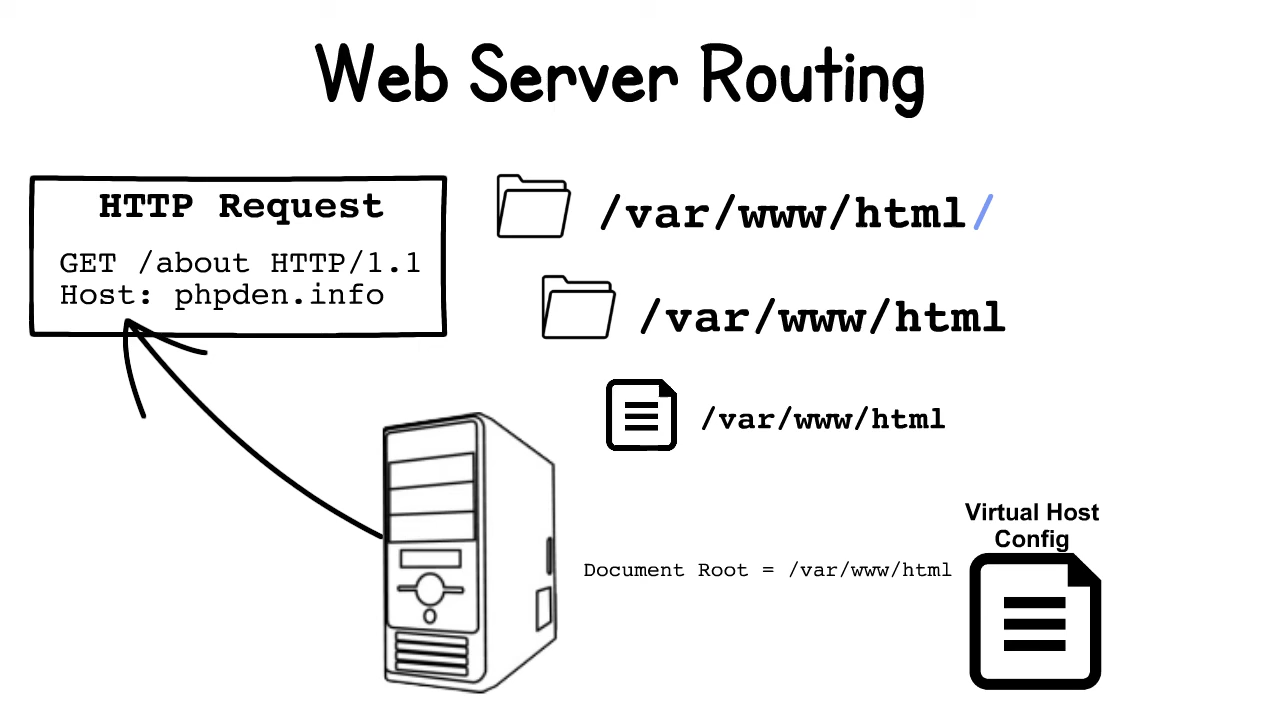 Web Server Routing
HTTP Request
GET /about HTTP/1.1
Host: phpden.info
/var/www/html/
/var/www/html
/var/www/html
Virtual Host
Config
Document Root = /var/www/html